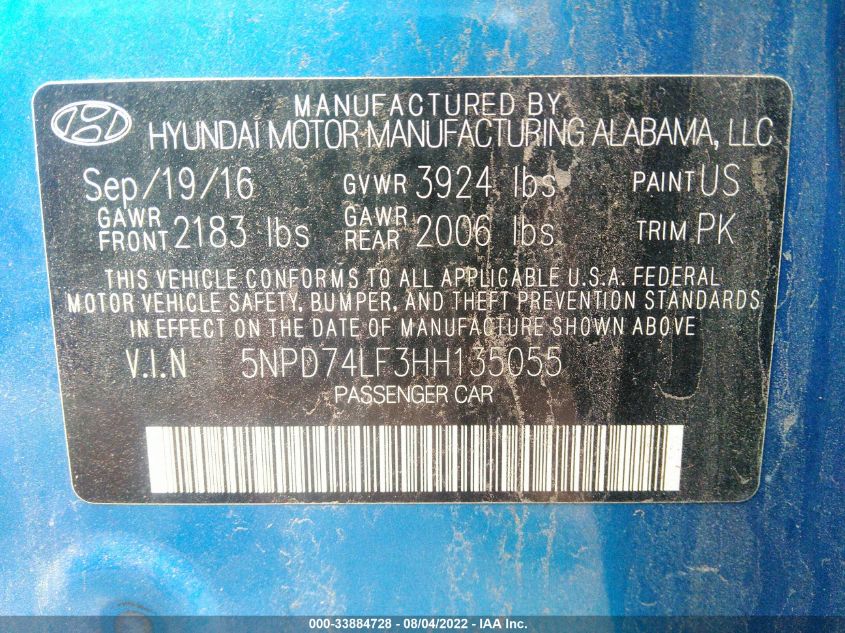 MANUFACTURED BY
HYUNDAI MOTOR MANUFACTURING ALABAMA, LLC
Sep/19/16 GVWR 3924 lbs PAINT US
GAWR FRONT 2183 lbs GAWR REAR 2006 lbs TRIM PK
THIS VEHICLE CONFORMS TO ALL APPLICABLE U.S.A. FEDERAL
MOTOR VEHICLE SAFETY, BUMPER, AND THEFT PREVENTION STANDARDS
IN EFFECT ON THE DATE OF MANUFACTURE SHOWN ABOVE
V.I.N 5NPD74LF3HH135055
PASSENGER CAR
000-33884728 - 08/04/2022 - IAA Inc.